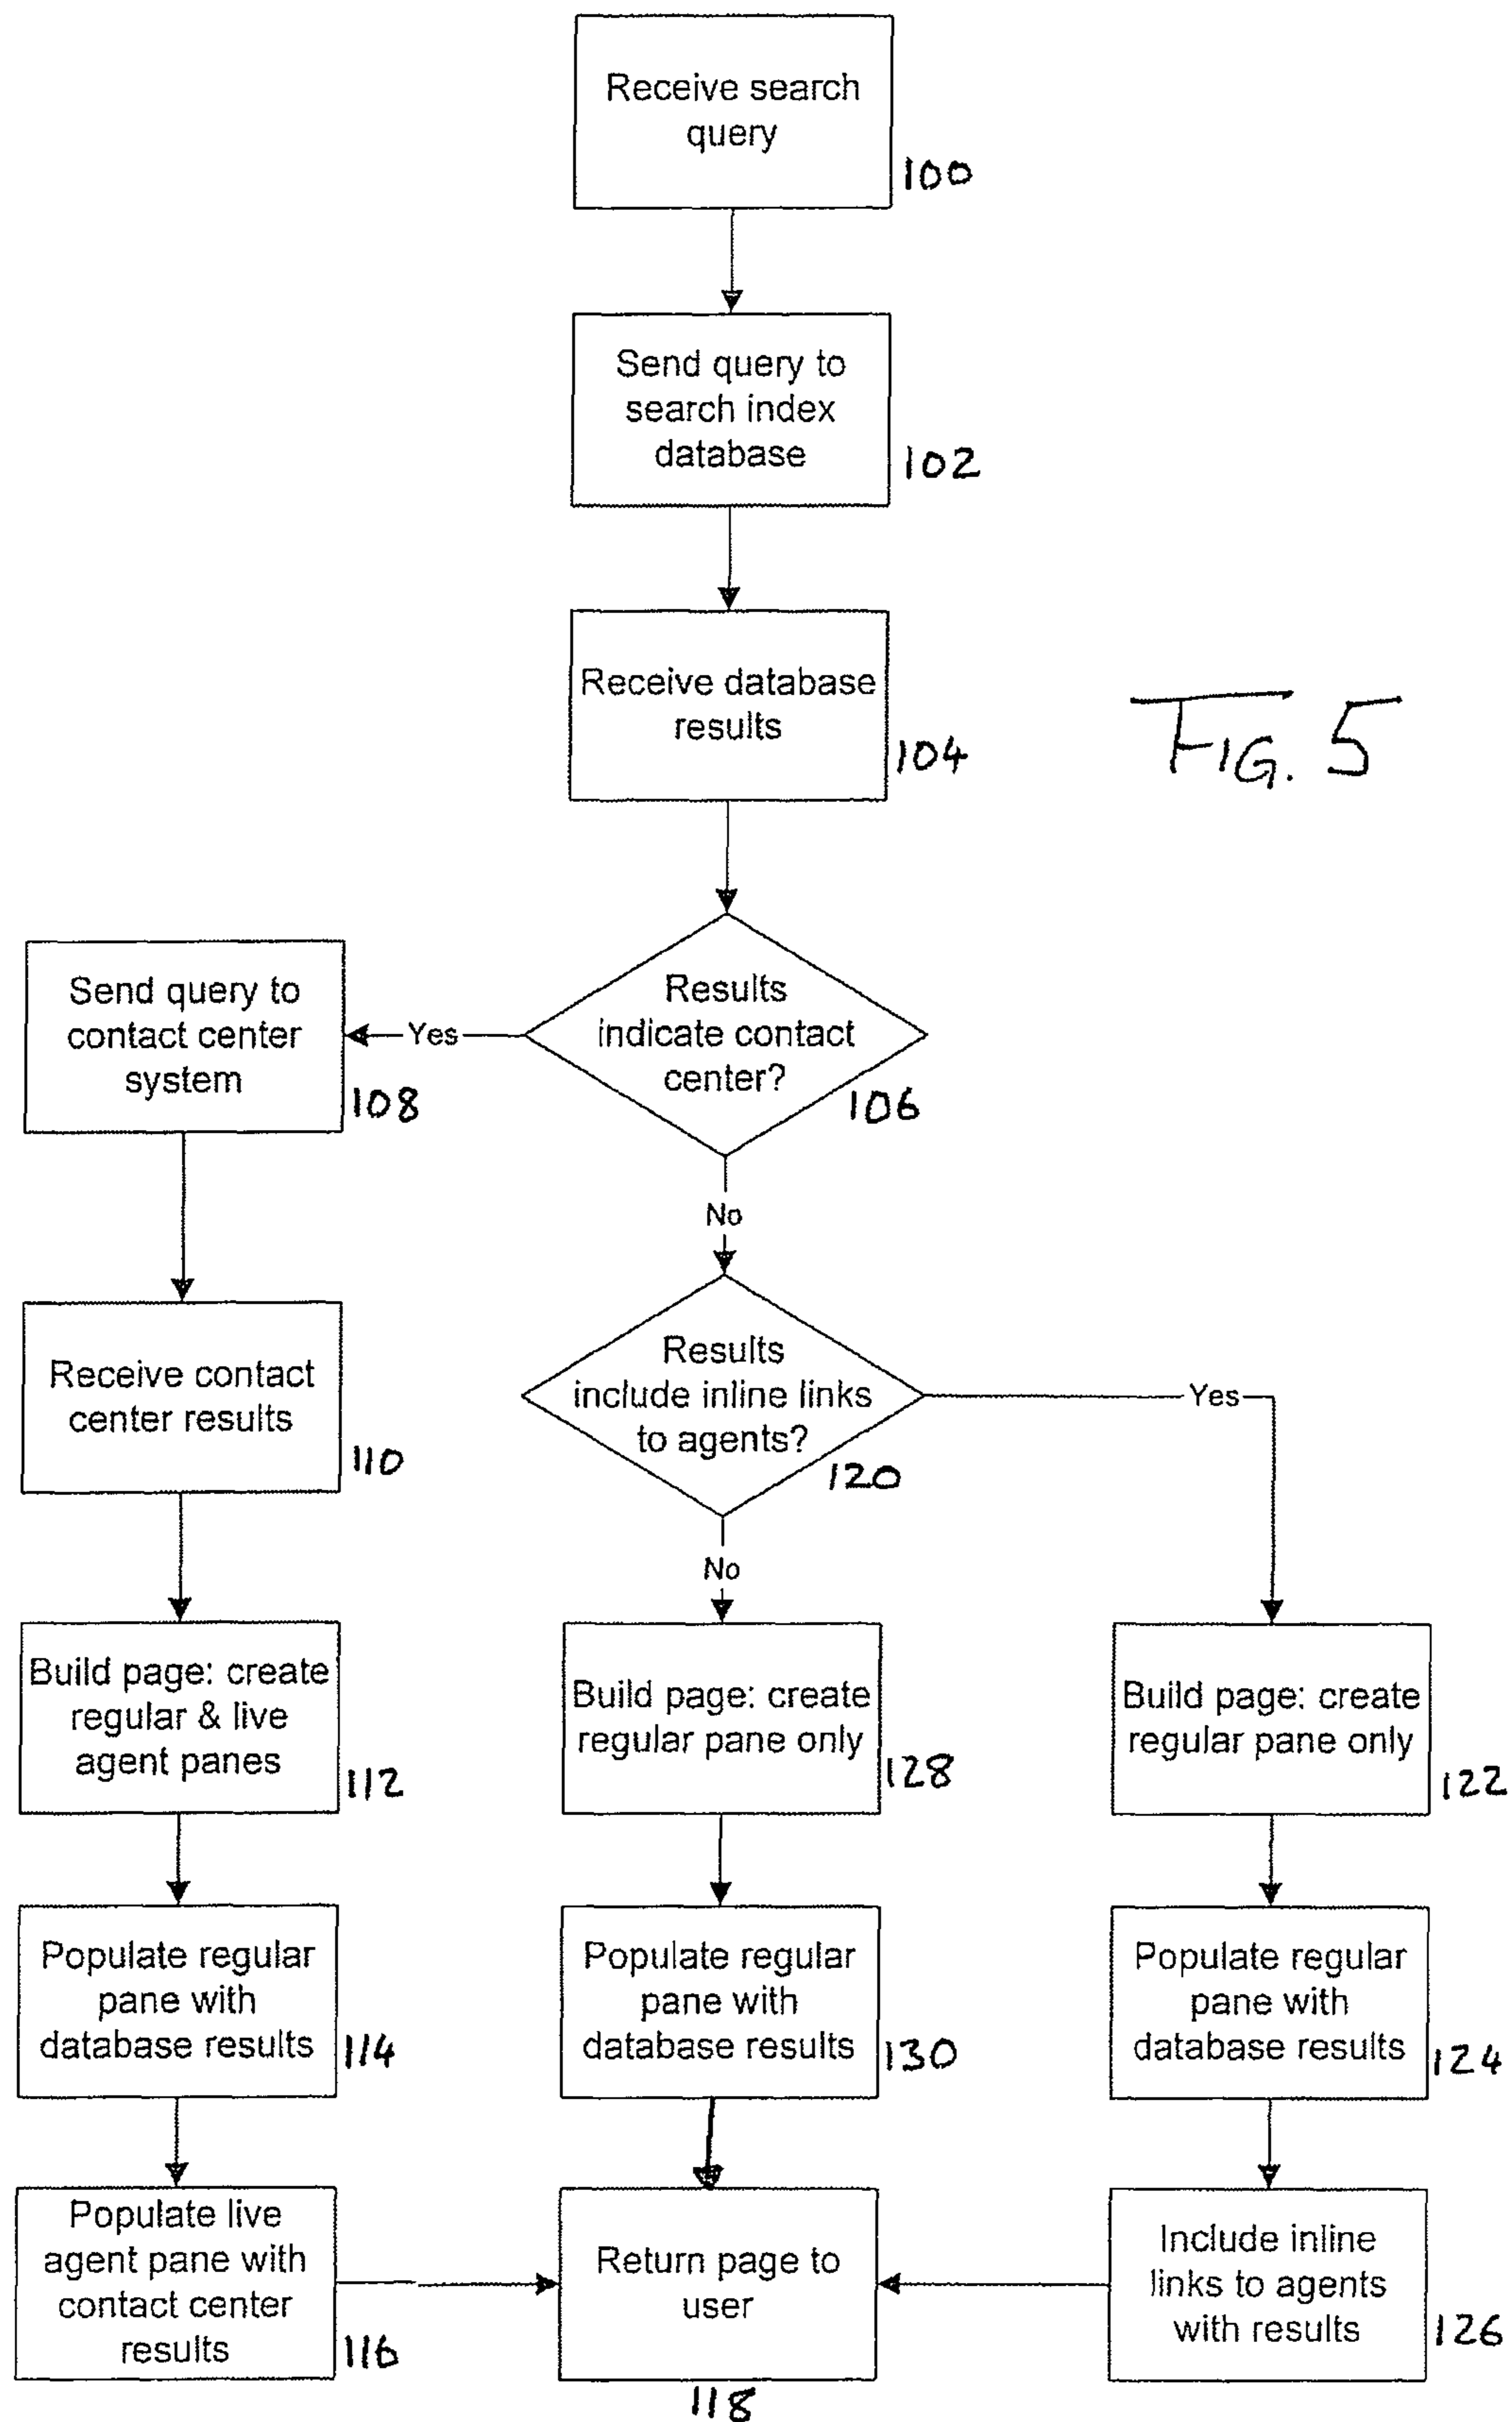 Receive search
query
100
Send query to
search index
database
102
Receive database
results
104
FIG. 5
Results
indicate contact
center?
106
Yes
Send query to
contact center
system
108
No
Receive contact
center results
110
Results
include inline links
to agents?
120
Yes
No
Build page: create
regular & live
agent panes
112
Build page: create
regular pane only
128
Build page: create
regular pane only
122
Populate regular
pane with
database results
114
Populate regular
pane with
database results
130
Populate regular
pane with
database results
124
Populate live
agent pane with
contact center
results
116
Return page to
user
118
Include inline
links to agents
with results
126